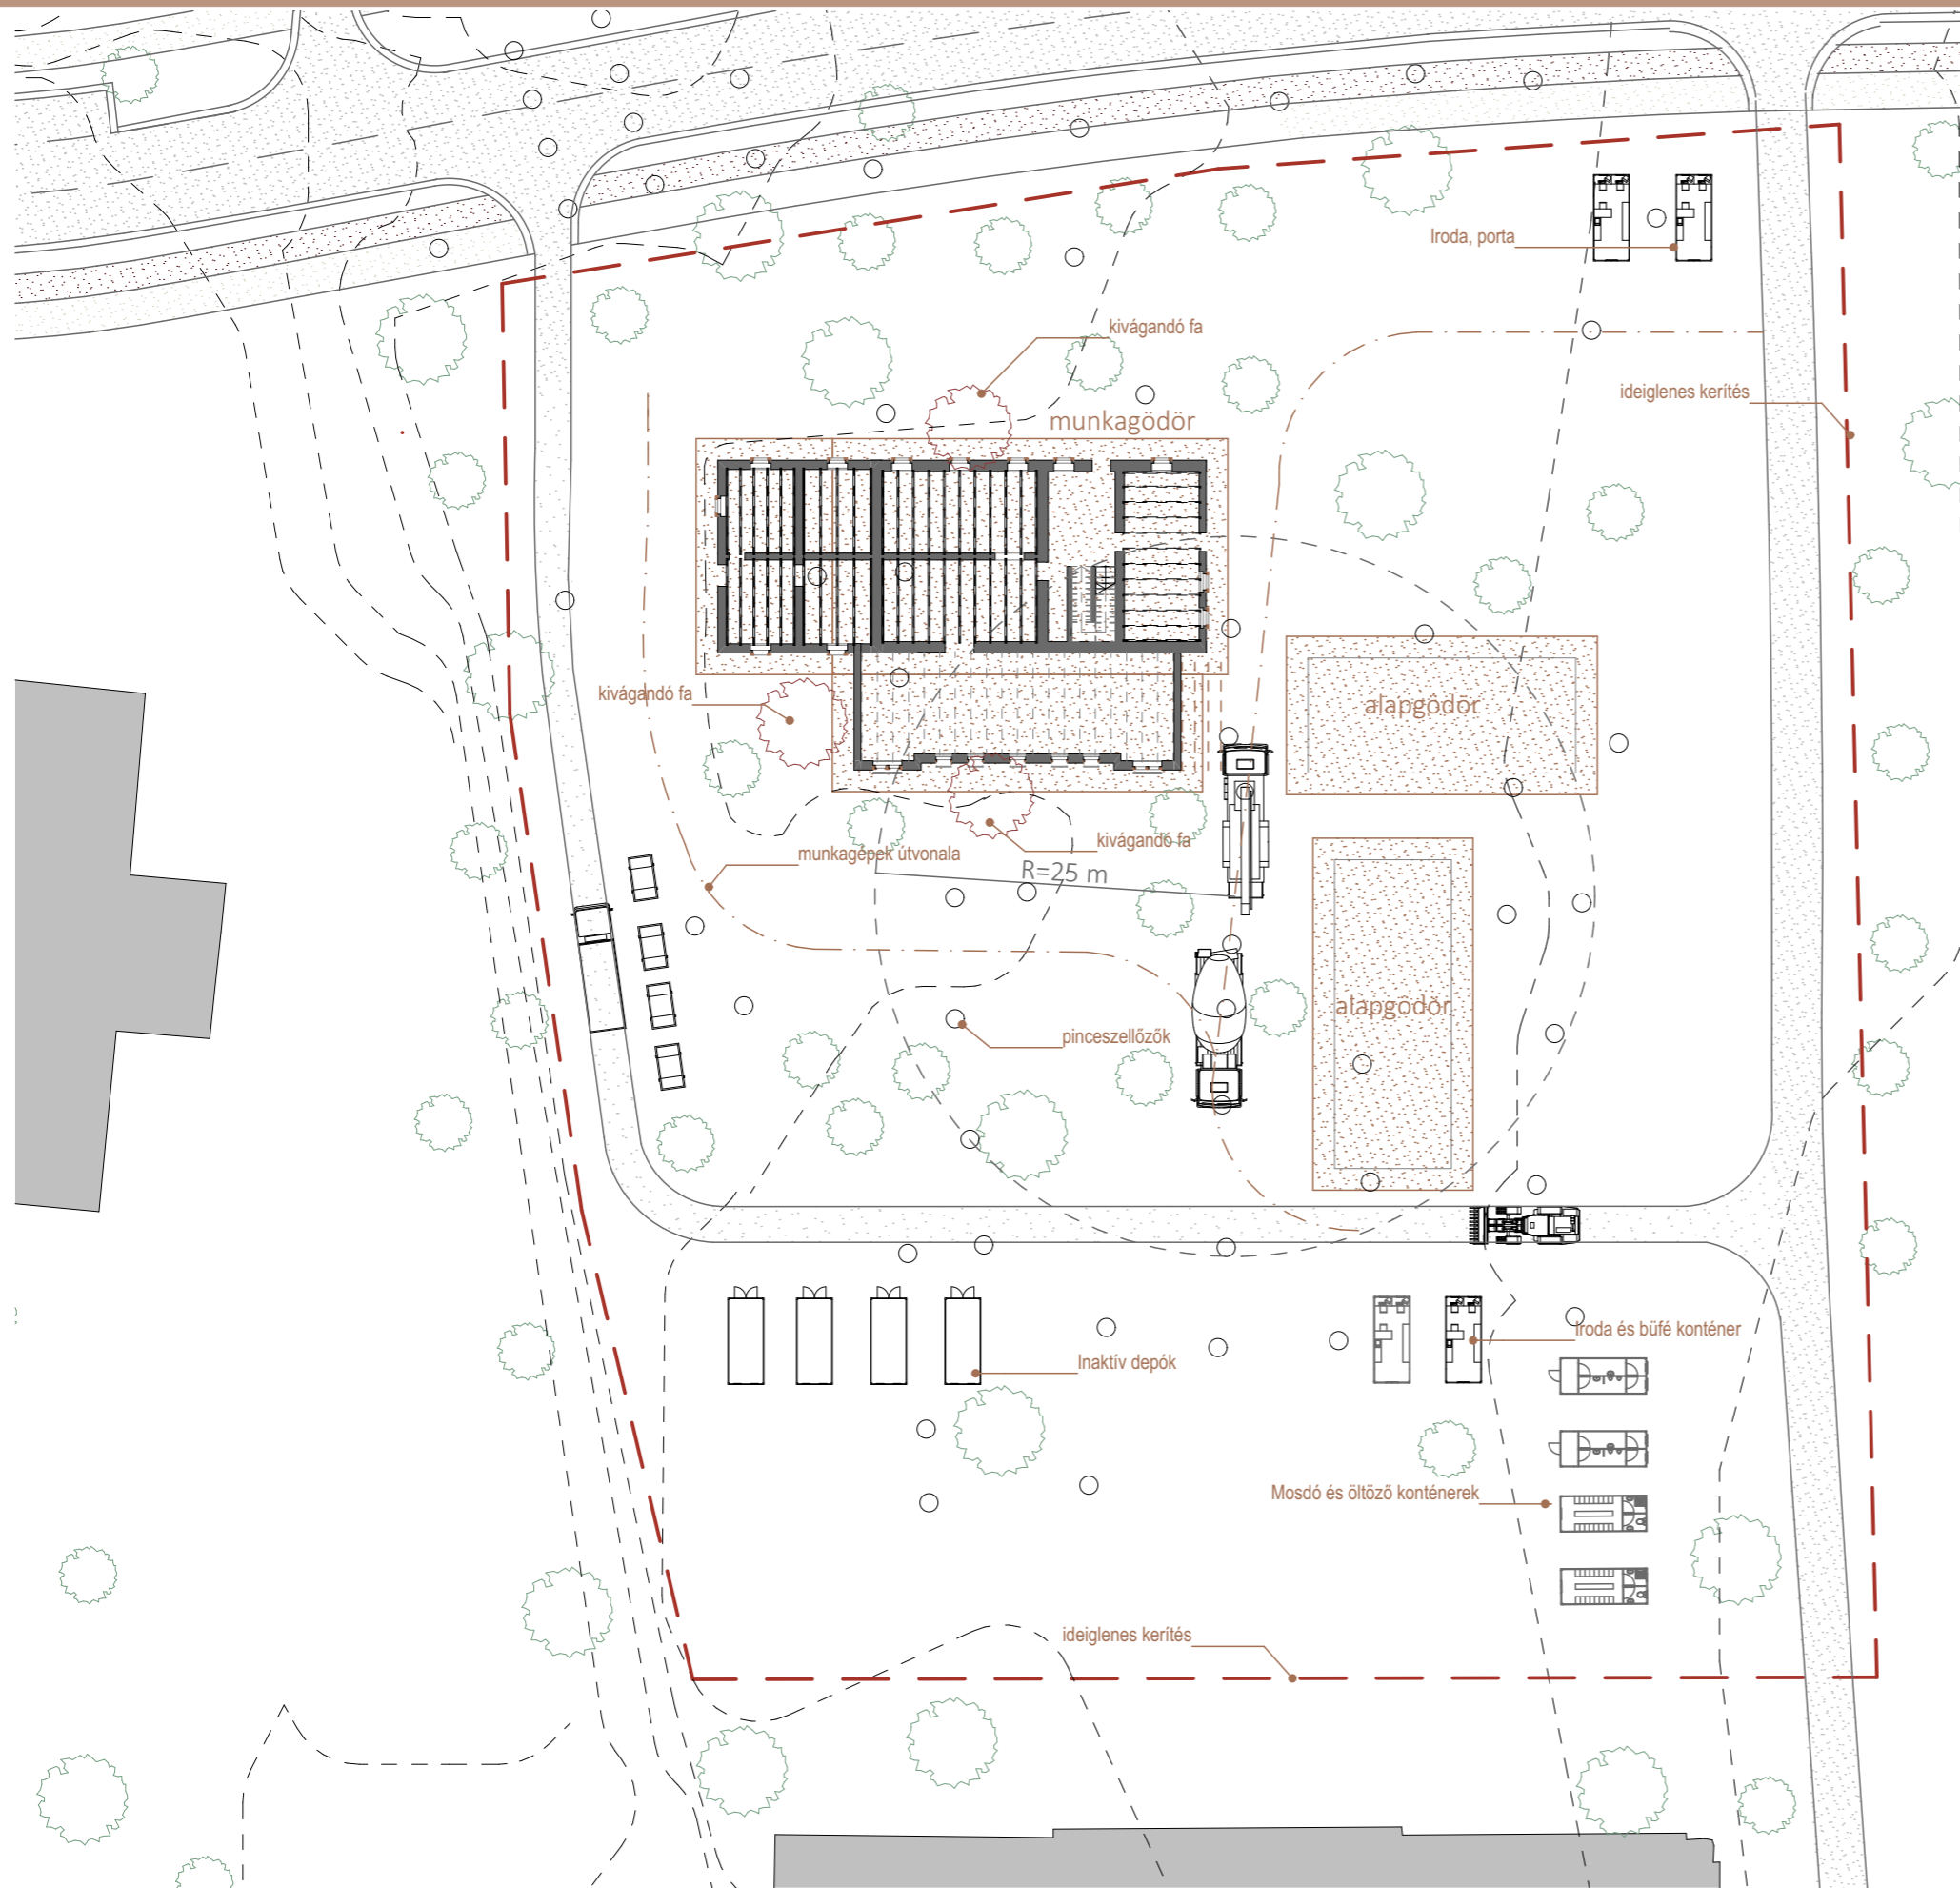 Iroda, porta
kivágandó fa
ideiglenes kerítés
munkagödör
kivágandó fa
alapgödör
kivágandó fa
munkagépek útvonala
R=25 m
alapgödör
pinceszellőzők
Iroda és büfé konténer
Inaktív depók
Mosdó és öltöző konténerek
ideiglenes kerítés